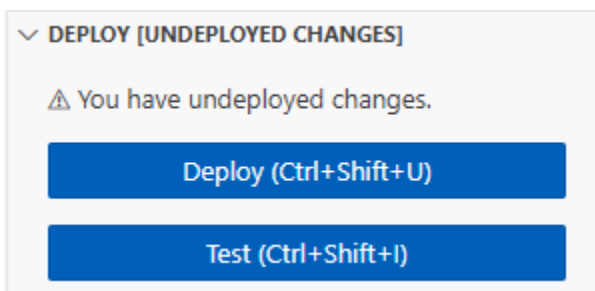 DEPLOY [UNDEPLOYED CHANGES]
You have undeployed changes.
Deploy (Ctrl+Shift+U)
Test (Ctrl+Shift+I)